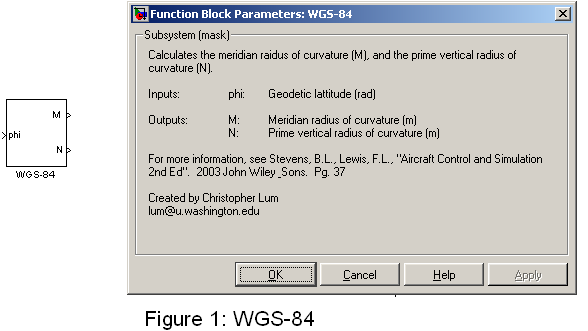 Function Block Parameters: WGS-84
Subsystem (mask)
Calculates the meridian raidus of curvature (M), and the prime vertical radius of
curvature (N).
Inputs: phi: Geodetic lattitude (rad)
Outputs: M: Meridian radius of curvature (m)
N: Prime vertical radius of curvature (m)
For more information, see Stevens, B.L., Lewis, F.L., "Aircraft Control and Simulation
2nd Ed". 2003 John Wiley_Sons. Pg. 37
Created by Christopher Lum
lum@u.washington.edu
OK Cancel Help Apply
M
phi
N
WGS-84
Figure 1: WGS-84